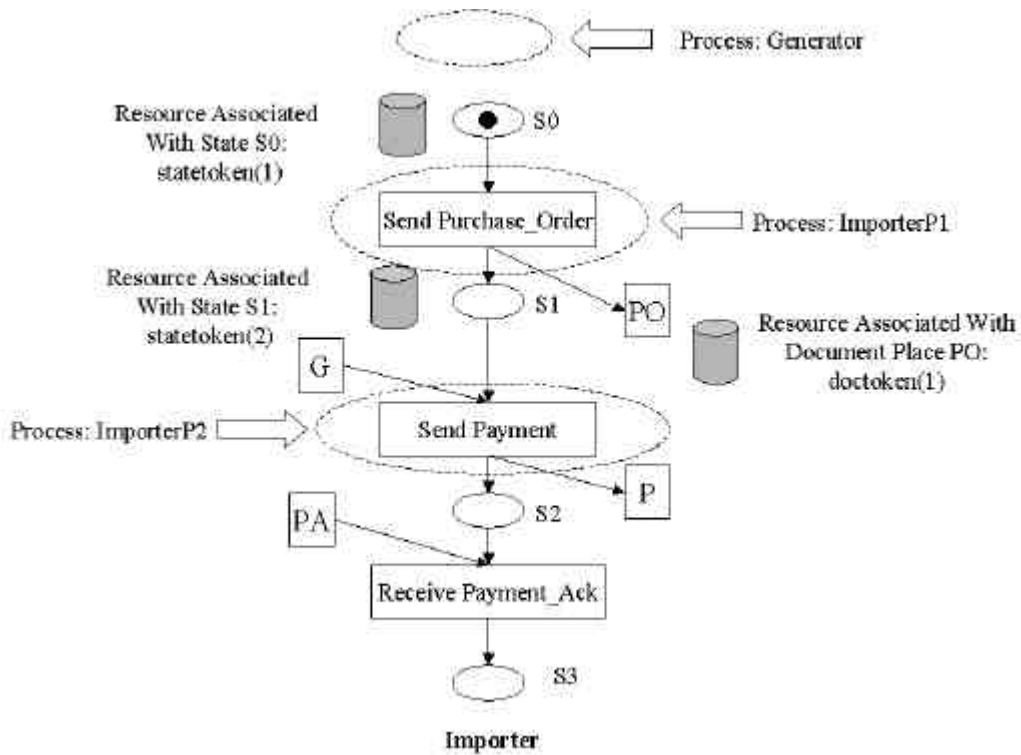 Process: Generator
Resource Associated
With State S0:
statetoken(1)
S0
Send Purchase_Order
Process: ImporterP1
Resource Associated
With State S1:
statetoken(2)
S1
PO
Resource Associated With
Document Place PO:
doctoken(1)
G
Process: ImporterP2
Send Payment
P
PA
S2
Receive Payment_Ack
S3
Importer